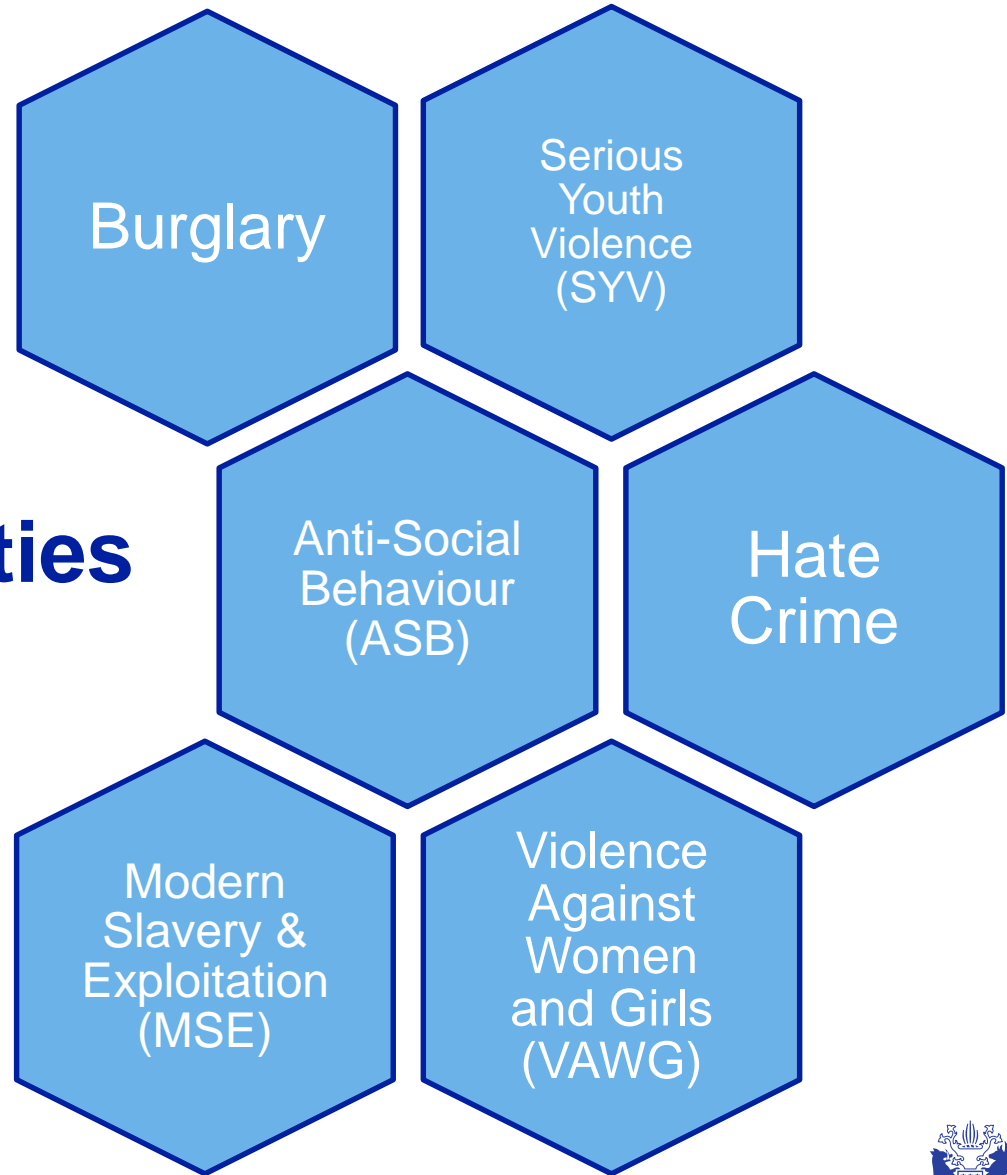 Burglary
Serious
Youth
Violence
(SYV)
ties
Anti-Social
Behaviour
(ASB)
Hate
Crime
Modern
Slavery &
Exploitation
(MSE)
Violence
Against
Women
and Girls
(VAWG)